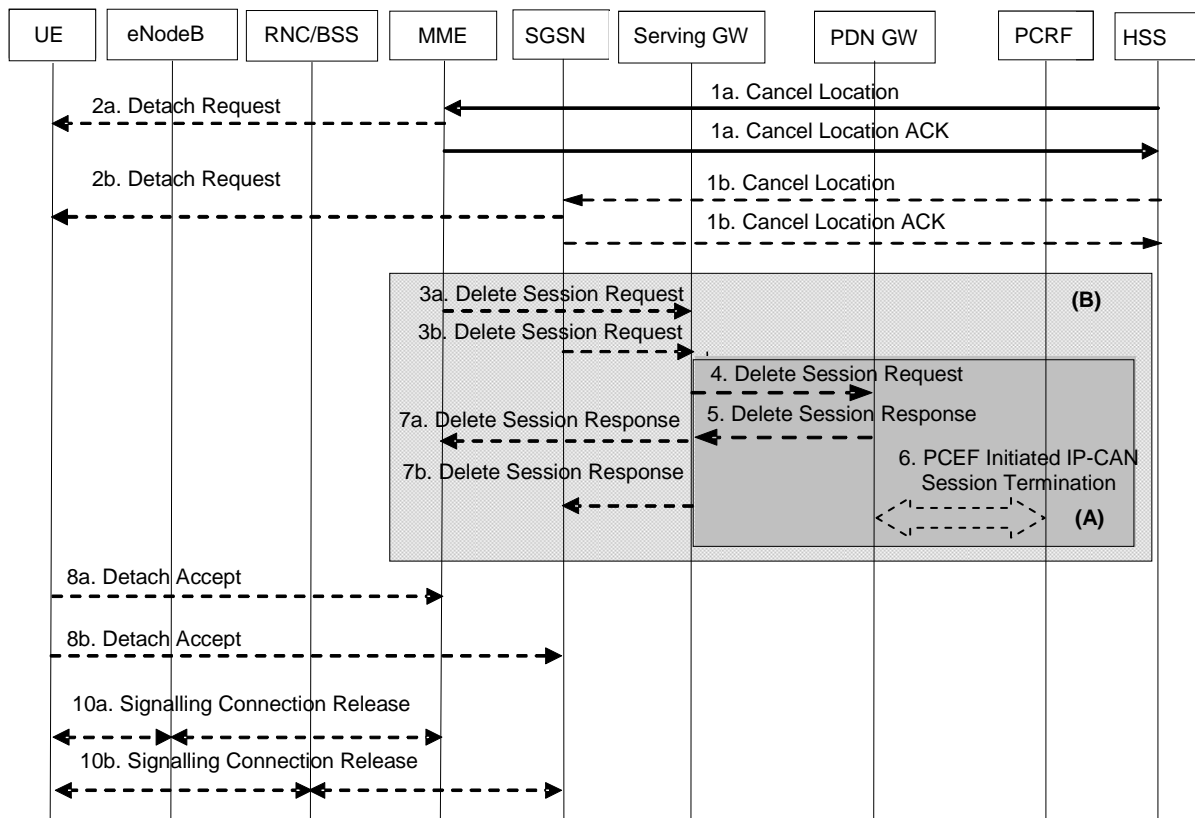 UE
eNodeB
RNC/BSS
MME
SGSN
Serving GW
PDN GW
PCRF
HSS
1a. Cancel Location
2a. Detach Request
1a. Cancel Location ACK
2b. Detach Request
1b. Cancel Location
1b. Cancel Location ACK
3a. Delete Session Request
(B)
3b. Delete Session Request
4. Delete Session Request
7a. Delete Session Response
5. Delete Session Response
6. PCEF Initiated IP-CAN
Session Termination
7b. Delete Session Response
(A)
8a. Detach Accept
8b. Detach Accept
10a. Signalling Connection Release
10b. Signalling Connection Release